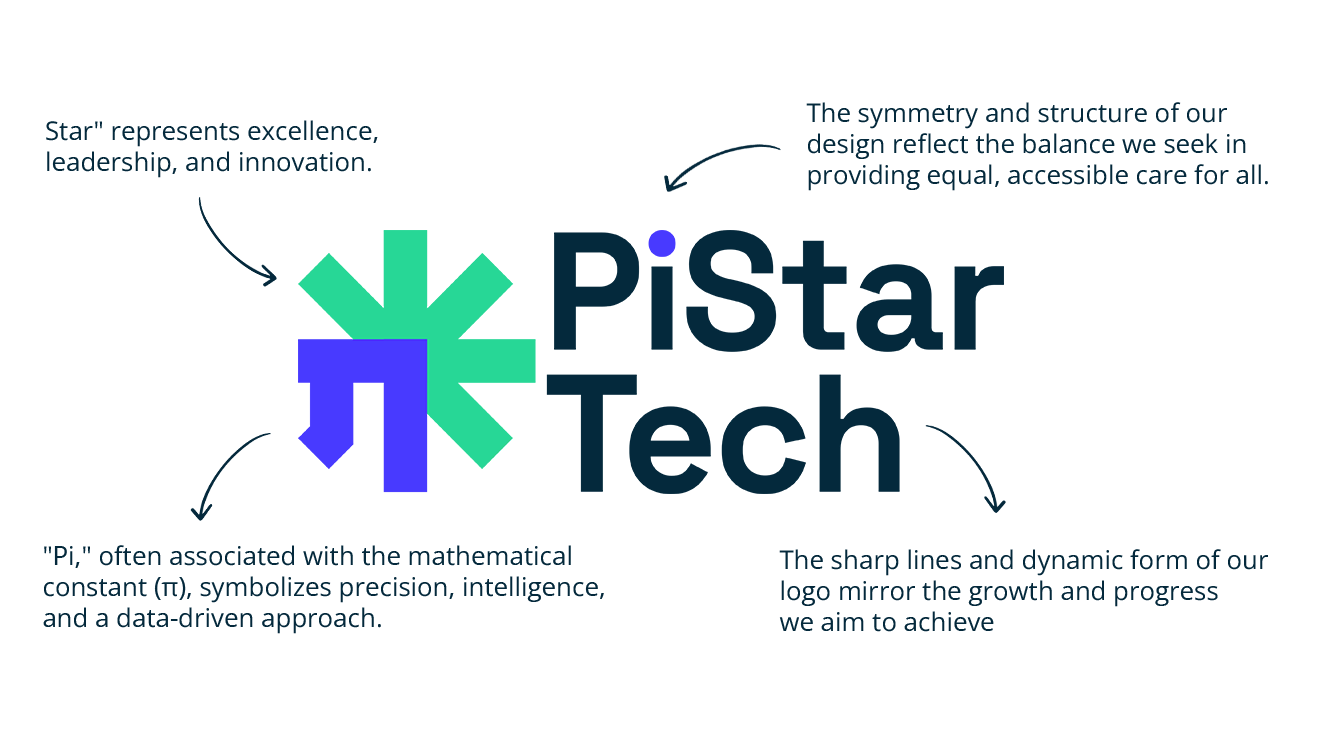 Star" represents excellence,
leadership, and innovation.
The symmetry and structure of our
design reflect the balance we seek in
providing equal, accessible care for all.
PiStar
Tech
"Pi," often associated with the mathematical
constant (π), symbolizes precision, intelligence,
and a data-driven approach.
The sharp lines and dynamic form of our
logo mirror the growth and progress
we aim to achieve